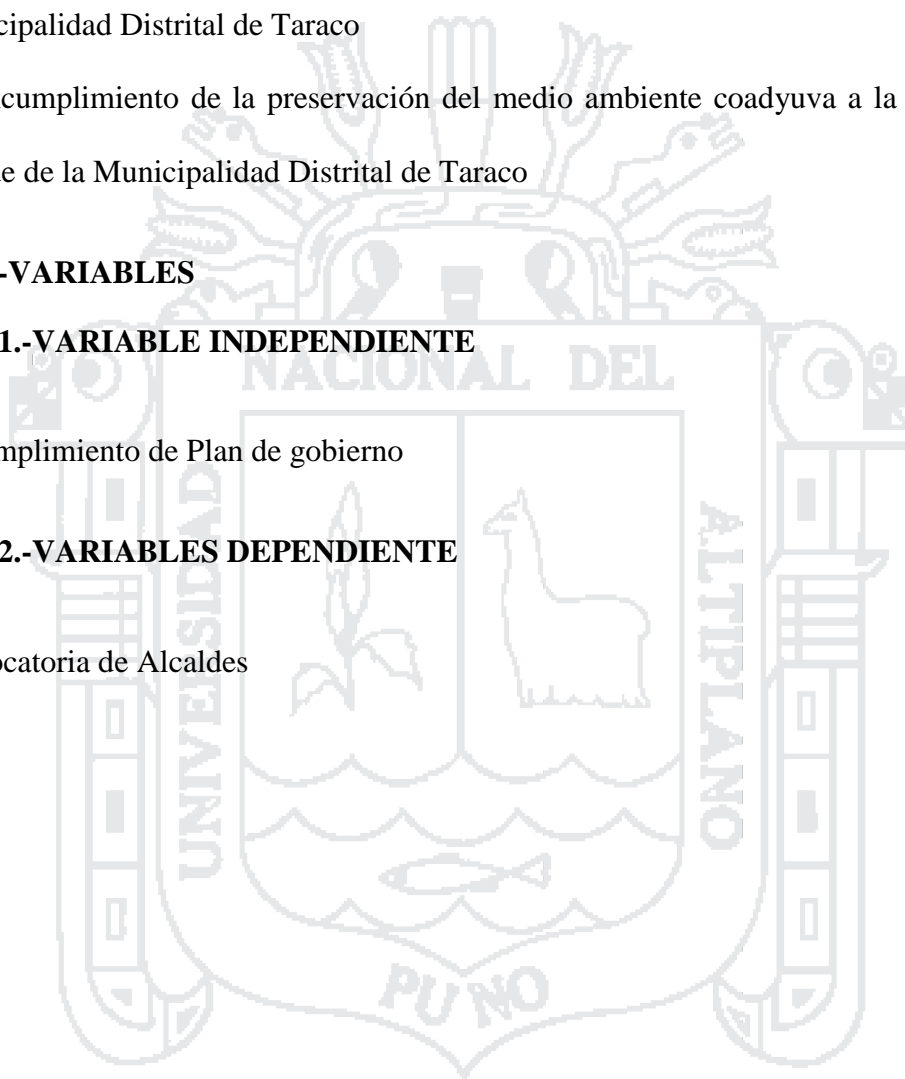 cipalidad Distrital de Taraco
cumplimiento de la preservación del medio ambiente coadyuva a la
e de la Municipalidad Distrital de Taraco
-VARIABLES
1.-VARIABLE INDEPENDIENTE
mplimiento de Plan de gobierno
2.-VARIABLES DEPENDIENTE
ocatoria de Alcaldes
UNIVERSIDAD
NACIONAL DEL
ALTIPLANO
PUNO